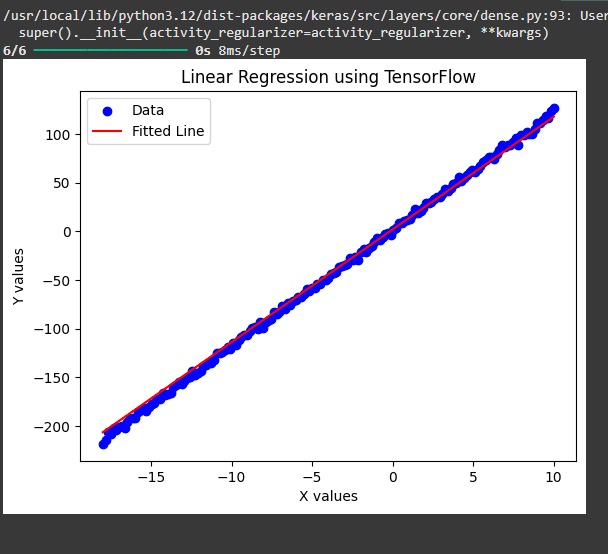 /usr/local/lib/python3.12/dist-packages/keras/src/layers/core/dense.py:93: User
super().__init__(activity_regularizer=activity_regularizer, **kwargs)
6/6 0s 8ms/step
Linear Regression using TensorFlow
Data
Fitted Line
100
50
0
−50
−100
−150
−200
Y values
−15 −10 −5 0 5 10
X values